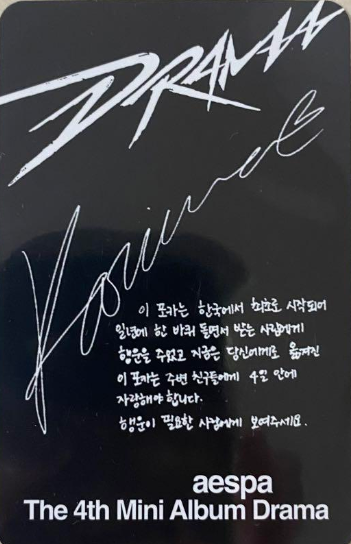 DRAMA
Karina
이 포카는 한국에서 최초로 시작되어
일년에 한 바퀴 돌면서 받는 사람에게
행운을 주었고 지금은 당신에게로 옮겨진
이 포카는 주변 친구들에게 4일 안에
자랑해야 합니다.
행운이 필요한 사람에게 보여주세요.
aespa
The 4th Mini Album Drama